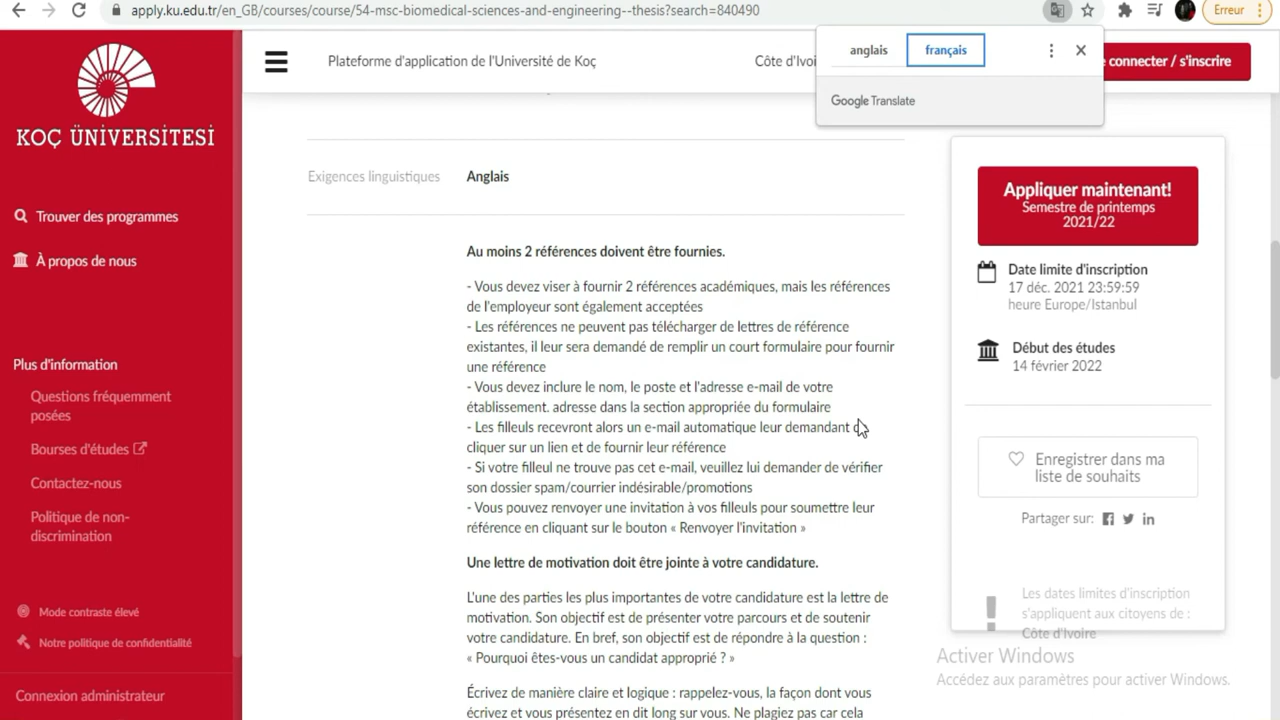 apply.ku.edu.tr/en_GB/courses/course/54-msc-biomedical-sciences-and-engineering--thesis?search=840490
Erreur
anglais
français
Google Translate
KOÇ ÜNİVERSİTESİ
Plateforme d'application de l'Université de Koç
Côte d'Ivoi
connecter / s'inscrire
Trouver des programmes
À propos de nous
Plus d'information
Questions fréquemment
posées
Bourses d'études
Contactez-nous
Politique de non-
discrimination
Mode contraste élevé
Notre politique de confidentialité
Connexion administrateur
Exigences linguistiques
Anglais
Au moins 2 références doivent être fournies.
- Vous devez viser à fournir 2 références académiques, mais les références
de l'employeur sont également acceptées
- Les références ne peuvent pas télécharger de lettres de référence
existantes, il leur sera demandé de remplir un court formulaire pour fournir
une référence
- Vous devez inclure le nom, le poste et l'adresse e-mail de votre
établissement. adresse dans la section appropriée du formulaire
- Les filleuls recevront alors un e-mail automatique leur demandant
cliquer sur un lien et de fournir leur référence
- Si votre filleul ne trouve pas cet e-mail, veuillez lui demander de vérifier
son dossier spam/courrier indésirable/promotions
- Vous pouvez renvoyer une invitation à vos filleuls pour soumettre leur
référence en cliquant sur le bouton « Renvoyer l'invitation »
Une lettre de motivation doit être jointe à votre candidature.
L'une des parties les plus importantes de votre candidature est la lettre de
motivation. Son objectif est de présenter votre parcours et de soutenir
votre candidature. En bref, son objectif est de répondre à la question :
« Pourquoi êtes-vous un candidat approprié ? »
Écrivez de manière claire et logique : rappelez-vous, la façon dont vous
écrivez et vous présentez en dit long sur vous. Ne plagiez pas car cela
Appliquer maintenant!
Semestre de printemps
2021/22
Date limite d'inscription
17 déc. 2021 23:59:59
heure Europe/Istanbul
Début des études
14 février 2022
Enregistrer dans ma
liste de souhaits
Partager sur:
Les dates limites d'inscription
s'appliquent aux citoyens de :
Côte d'Ivoire
Activer Windows
Accédez aux paramètres pour activer Windows.